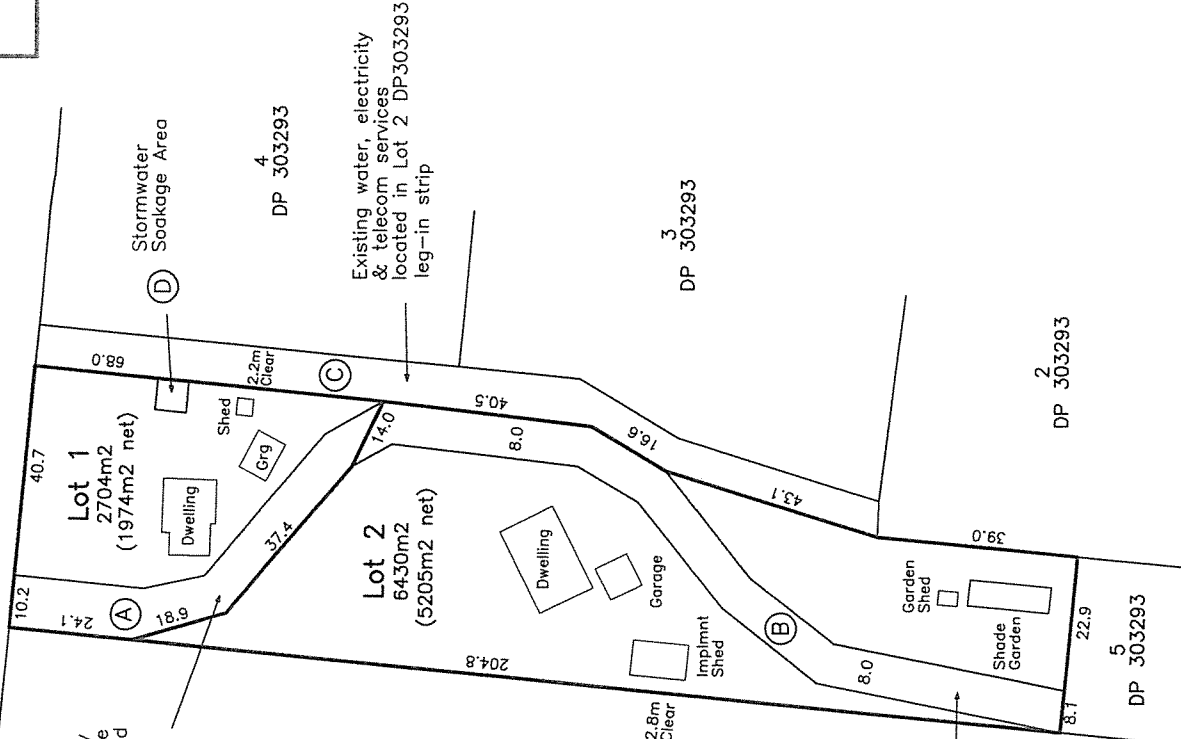 Stormwater
Soakage Area
D
4
DP 303293
Existing water, electricity
& telecom services
located in Lot 2 DP303293
leg-in strip
3
DP 303293
2
DP 303293
5
DP 303293
40.7
68.0
Lot 1
2704m2
(1974m2 net)
Dwelling
Shed
Grg
2.2m
Clear
C
10.2
24.1
A
18.9
37.4
14.0
40.5
8.0
16.6
43.1
39.0
Lot 2
6430m2
(5205m2 net)
Dwelling
Garage
Implmnt
Shed
204.8
2.8m
Clear
B
8.0
Garden
Shed
Shade
Garden
22.9
8.1